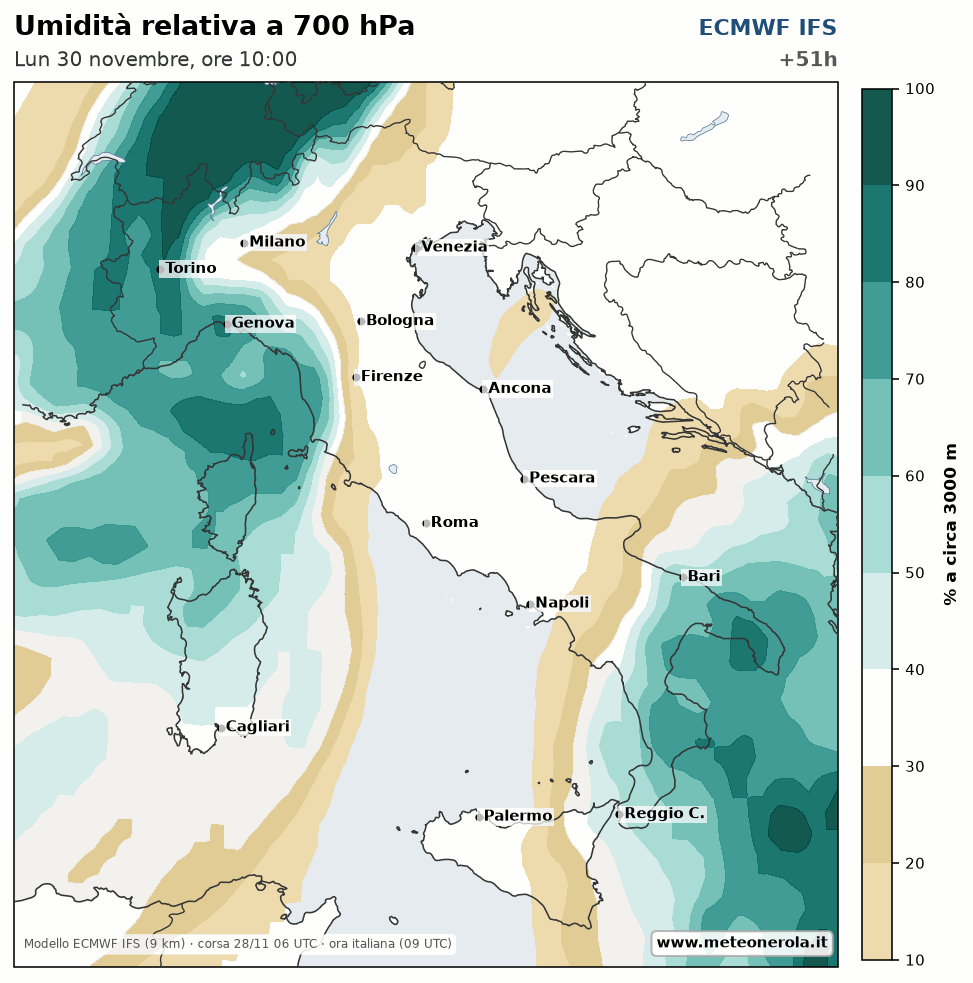 Umidità relativa a 700 hPa
ECMWF IFS
Lun 30 novembre, ore 10:00
+51h
Milano
Venezia
Torino
Bologna
Genova
Firenze
Ancona
Pescara
Roma
Bari
Napoli
Cagliari
Palermo
Reggio C.
100
90
80
70
60
50
40
30
20
10
% a circa 3000 m
Modello ECMWF IFS (9 km) · corsa 28/11 06 UTC · ora italiana (09 UTC)
www.meteonerola.it